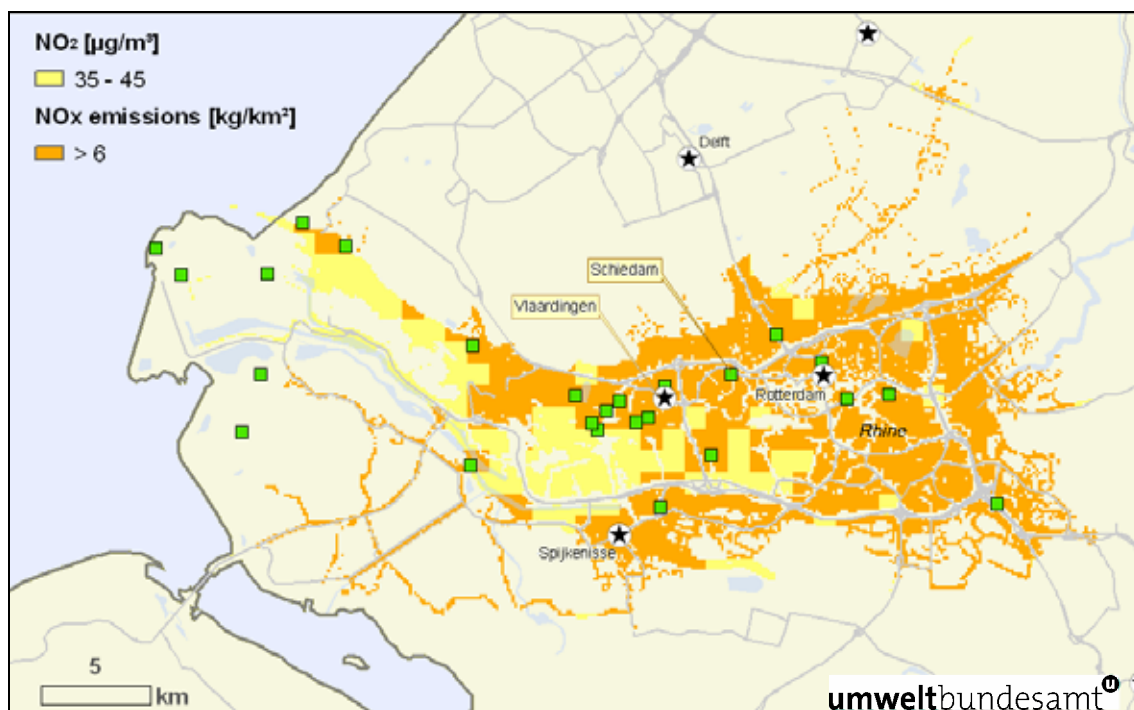 NO₂ [µg/m³]
35 - 45
NOx emissions [kg/km²]
> 6
Delft
Schiedam
Vlaardingen
Rotterdam
Rhine
Spijkenisse
5
km
umweltbundesamt
u